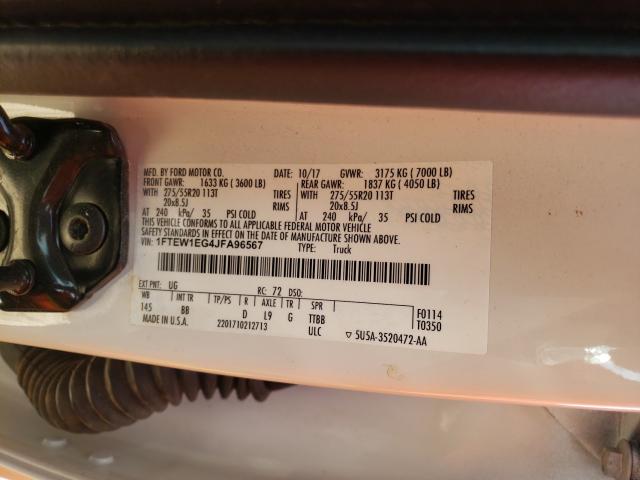 MFD. BY FORD MOTOR CO. DATE: 10/17 GVWR: 3175 KG ( 7000 LB)
FRONT GAWR: 1633 KG ( 3600 LB) REAR GAWR: 1837 KG ( 4050 LB)
WITH 275/55R20 113T TIRES WITH 275/55R20 113T TIRES
20x8.5J RIMS 20x8.5J RIMS
AT 240 kPa/ 35 PSI COLD AT 240 kPa/ 35 PSI COLD
THIS VEHICLE CONFORMS TO ALL APPLICABLE FEDERAL MOTOR VEHICLE
SAFETY STANDARDS IN EFFECT ON THE DATE OF MANUFACTURE SHOWN ABOVE.
VIN: 1FTEW1EG4JFA96567 TYPE: Truck
EXT PNT: UG RC: 72 DSO:
WB INT TR TP/PS R AXLE TR SPR F0114
145 D L9 G TTBB T0350
MADE IN U.S.A. 2201710212713 ULC ▽ 5U5A-3520472-AA